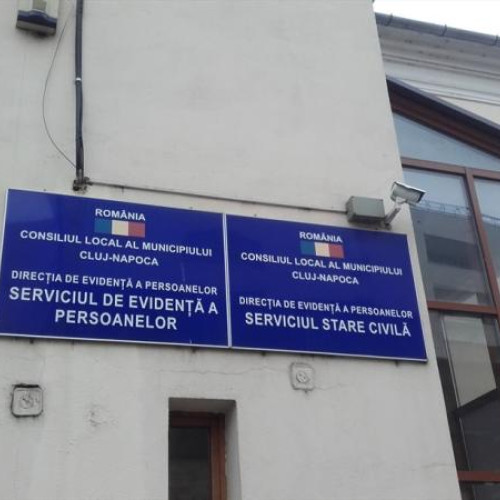 ROMÂNIA
CONSILIUL LOCAL AL MUNICIPIULUI
CLUJ-NAPOCA
DIRECȚIA DE EVIDENȚĂ A PERSOANELOR
SERVICIUL DE EVIDENȚĂ A
PERSOANELOR
ROMÂNIA
CONSILIUL LOCAL AL MUNICIPIULUI
CLUJ-NAPOCA
DIRECȚIA DE EVIDENȚĂ A PERSOANELOR
SERVICIUL STARE CIVILĂ